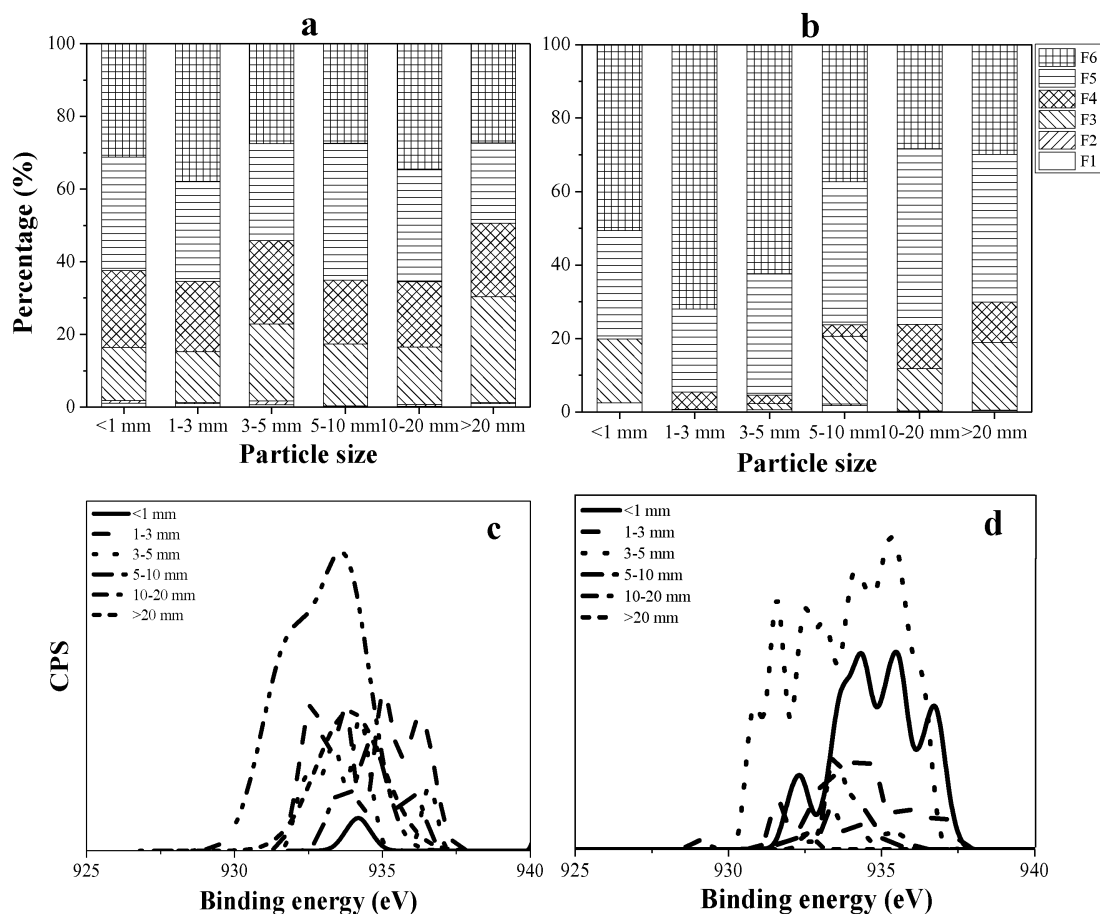 a
100
80
60
40
20
0
Percentage (%)
<1 mm 1-3 mm 3-5 mm 5-10 mm 10-20 mm >20 mm
Particle size
b
100
80
60
40
20
0
<1 mm 1-3 mm 3-5 mm 5-10 mm 10-20 mm >20 mm
Particle size
F6
F5
F4
F3
F2
F1
c
<1 mm
1-3 mm
3-5 mm
5-10 mm
10-20 mm
>20 mm
CPS
925 930 935 940
Binding energy (eV)
d
<1 mm
1-3 mm
3-5 mm
5-10 mm
10-20 mm
>20 mm
925 930 935 940
Binding energy (eV)